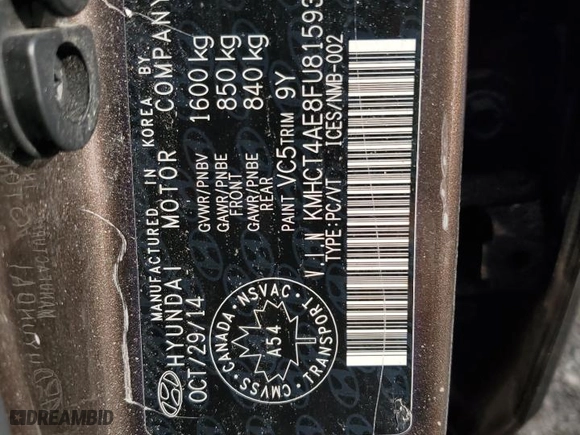 MANUFACTURED IN KOREA BY
HYUNDAI MOTOR COMPANY
OCT/29/14
GVWR/PNBV 1600 kg
GAWR/PNBE FRONT 850 kg
GAWR/PNBE REAR 840 kg
PAINT VC5 TRIM 9Y
V.I.N KMHCT4AE8FU81593
TYPE:PC/VT ICES/NMB-002
CANADA · NSVAC · TRANSPORT · CMVSS
A54
DREAMBID